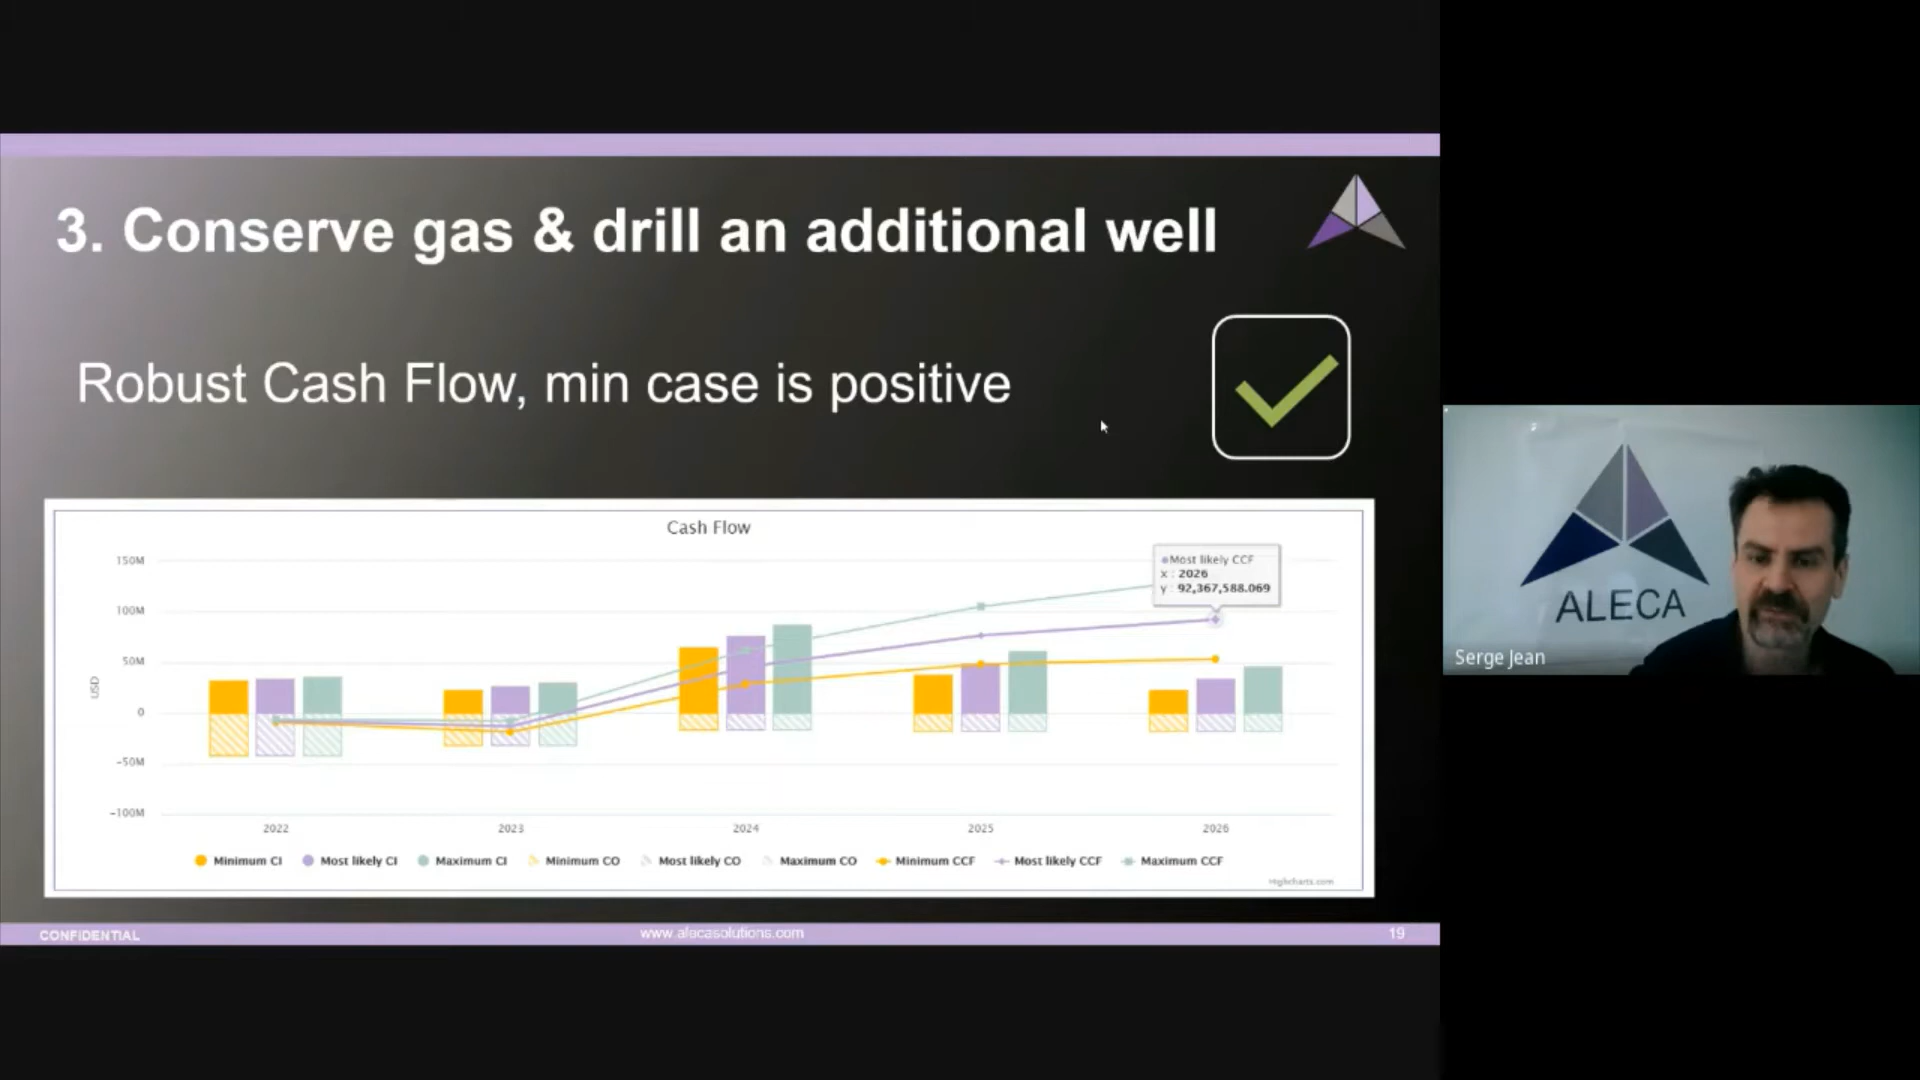 3. Conserve gas & drill an additional well
Robust Cash Flow, min case is positive
Cash Flow
150M
100M
50M
0
-50M
-100M
USD
Most likely CCF
x : 2026
y : 92,367,588.069
2022 2023 2024 2025 2026
Minimum CI Most likely CI Maximum CI Minimum CO Most likely CO Maximum CO Minimum CCF Most likely CCF Maximum CCF
Highcharts.com
CONFIDENTIAL www.alecasolutions.com 19
ALECA
Serge Jean